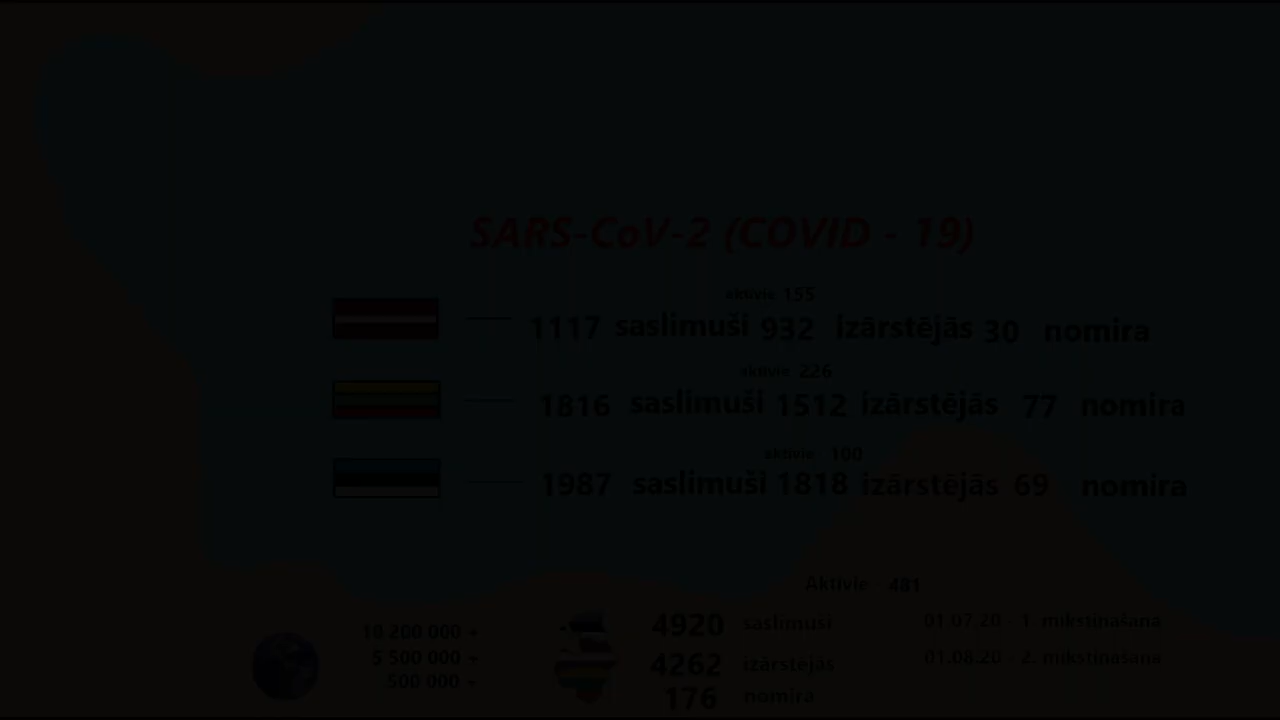 SARS-CoV-2 (COVID - 19)
aktīvie 155
1117 saslimuši 932 izārstējās 30 nomira
aktīvie 226
1816 saslimuši 1512 izārstējās 77 nomira
aktīvie 100
1987 saslimuši 1818 izārstējās 69 nomira
Aktīvie - 481
10 200 000 +
5 500 000 +
500 000 +
4920 saslimuši
4262 izārstējās
176 nomira
01.07.20 - 1. mīkstināšana
01.08.20 - 2. mīkstināšana